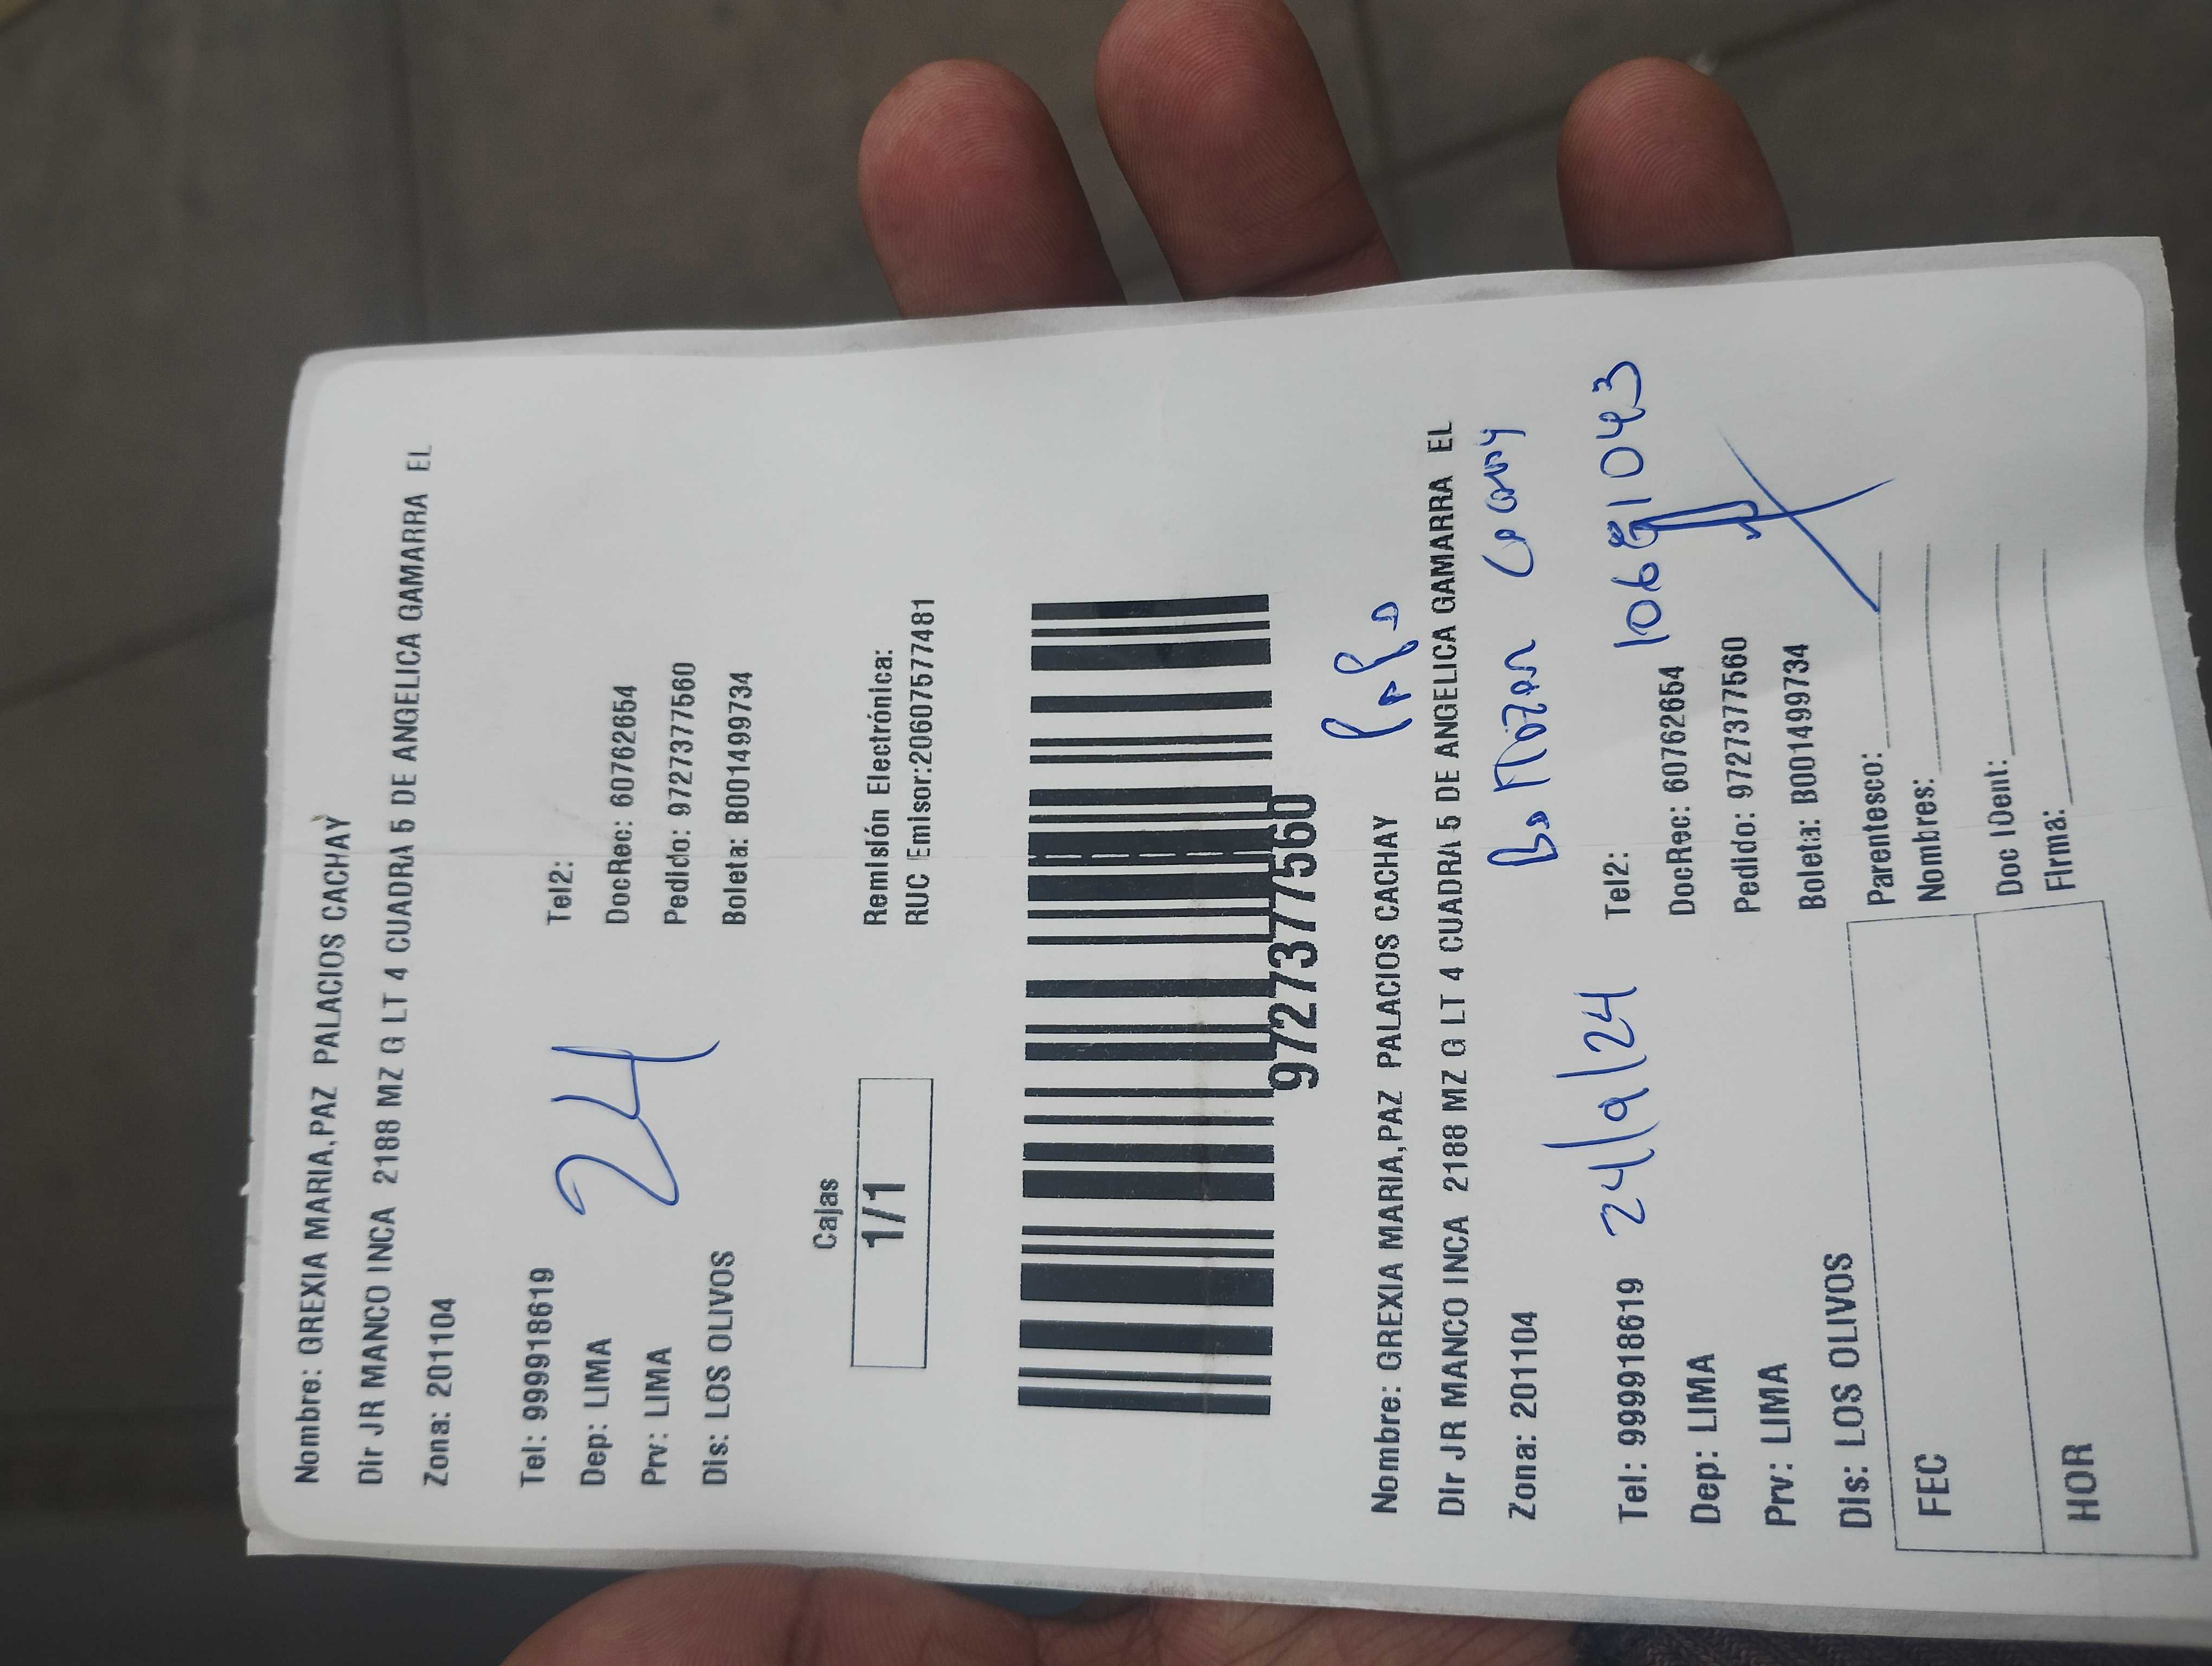 Nombre: GREXIA MARIA,PAZ PALACIOS CACHAY
Dir JR MANCO INCA 2188 MZ G LT 4 CUADRA 5 DE ANGELICA GAMARRA EL
Zona: 201104
Tel: 999918619 24 Tel2:
Dep: LIMA DocRec: 60762654
Prv: LIMA Pedido: 9727377560
Dis: LOS OLIVOS Boleta: B001499734
Cajas Remisión Electrónica:
1/1 RUC Emisor:20607577481
9727377560
Nombre: GREXIA MARIA,PAZ PALACIOS CACHAY
Dir JR MANCO INCA 2188 MZ G LT 4 CUADRA 5 DE ANGELICA GAMARRA EL
Zona: 201104
Tel: 999918619 24/9/24 Tel2:
Dep: LIMA DocRec: 60762654
Prv: LIMA Pedido: 9727377560
Dis: LOS OLIVOS Boleta: B001499734
FEC Parentesco:
Nombres:
HOR Doc IDent:
Firma: